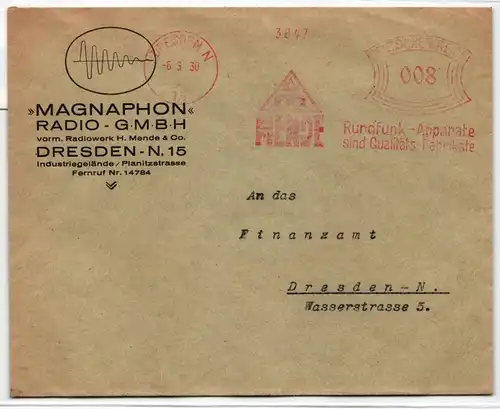 »MAGNAPHON«
RADIO - G·M·B·H
vorm. Radiowerk H. Mende & Co.
DRESDEN - N. 15
Industriegelände / Planitzstrasse
Fernruf Nr. 14784
DRESDEN N
-6.3.30
3847
MENDE
008
Rundfunk-Apparate
sind Qualitäts Fabrikate
An das
Finanzamt
Dresden-N.
Wasserstrasse 5.